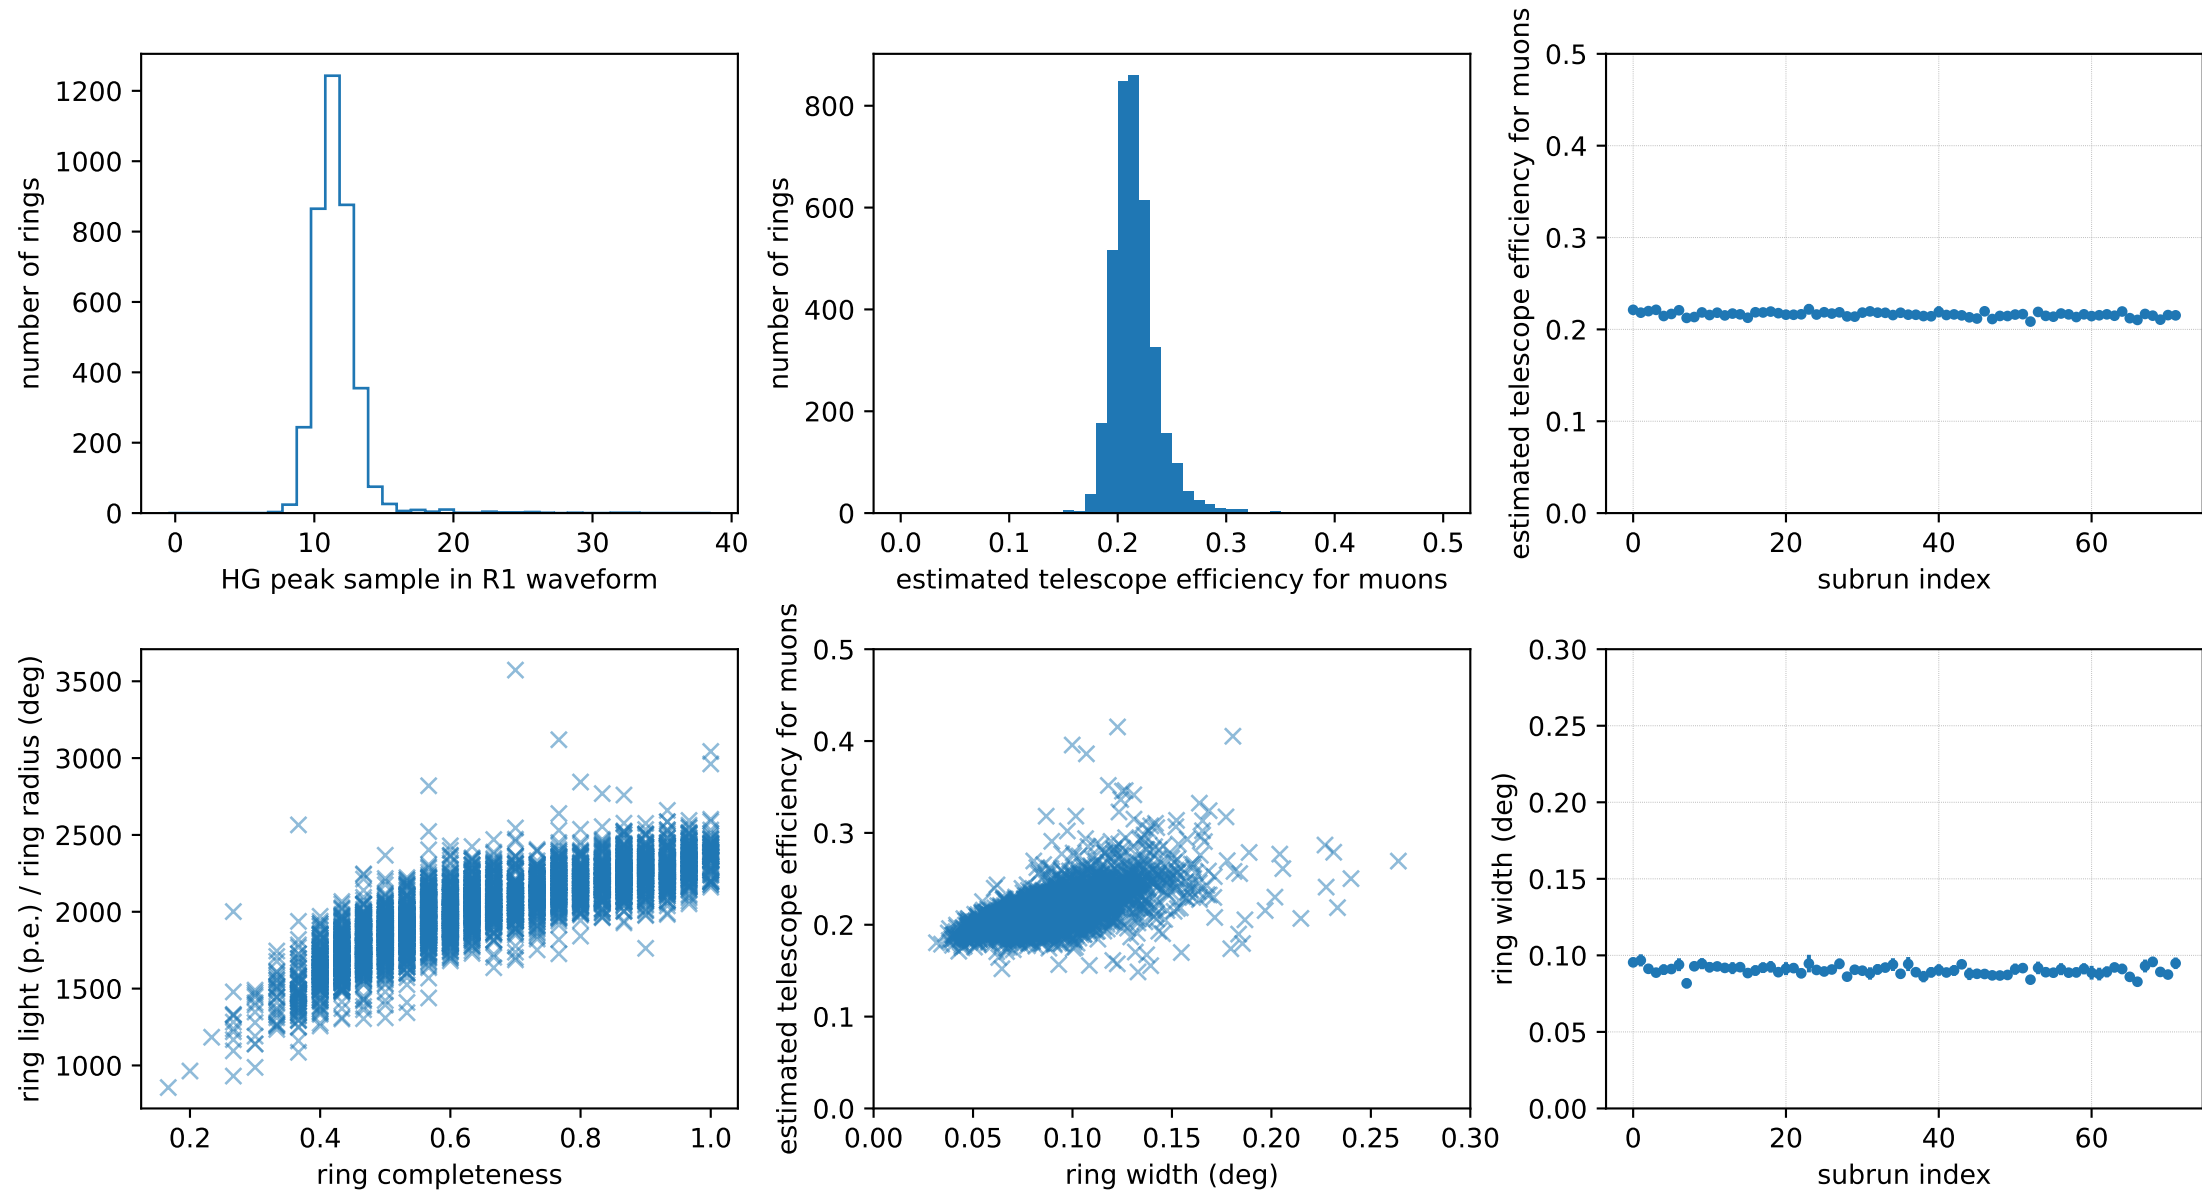 number of rings
1200
1000
800
600
400
200
0
0 10 20 30 40
HG peak sample in R1 waveform
number of rings
800
600
400
200
0
0.0 0.1 0.2 0.3 0.4 0.5
estimated telescope efficiency for muons
estimated telescope efficiency for muons
0.5
0.4
0.3
0.2
0.1
0.0
0 20 40 60
subrun index
ring light (p.e.) / ring radius (deg)
3500
3000
2500
2000
1500
1000
0.2 0.4 0.6 0.8 1.0
ring completeness
estimated telescope efficiency for muons
0.5
0.4
0.3
0.2
0.1
0.0
0.00 0.05 0.10 0.15 0.20 0.25 0.30
ring width (deg)
ring width (deg)
0.30
0.25
0.20
0.15
0.10
0.05
0.00
0 20 40 60
subrun index